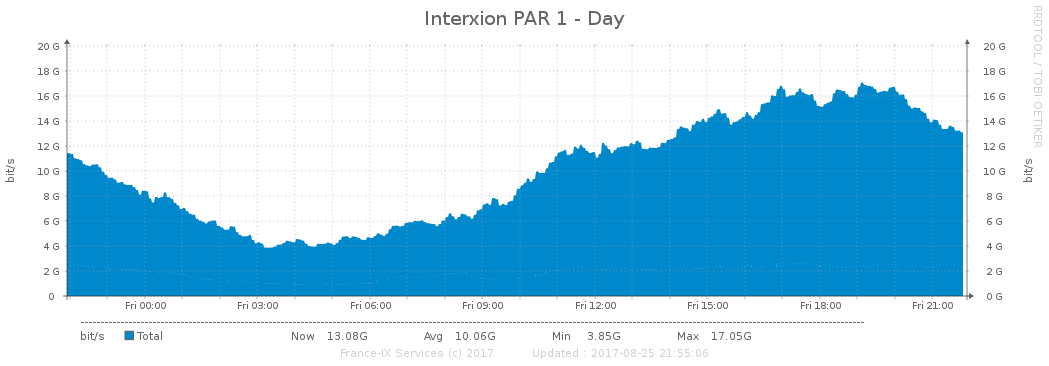 Interxion PAR 1 - Day
RRDTOOL / TOBI OETIKER
bit/s
bit/s
20 G 20 G
18 G 18 G
16 G 16 G
14 G 14 G
12 G 12 G
10 G 10 G
8 G 8 G
6 G 6 G
4 G 4 G
2 G 2 G
0 0 G
Fri 00:00 Fri 03:00 Fri 06:00 Fri 09:00 Fri 12:00 Fri 15:00 Fri 18:00 Fri 21:00
bit/s Total Now 13.08G Avg 10.06G Min 3.85G Max 17.05G
France-IX Services (c) 2017 Updated : 2017-08-25 21:55:06